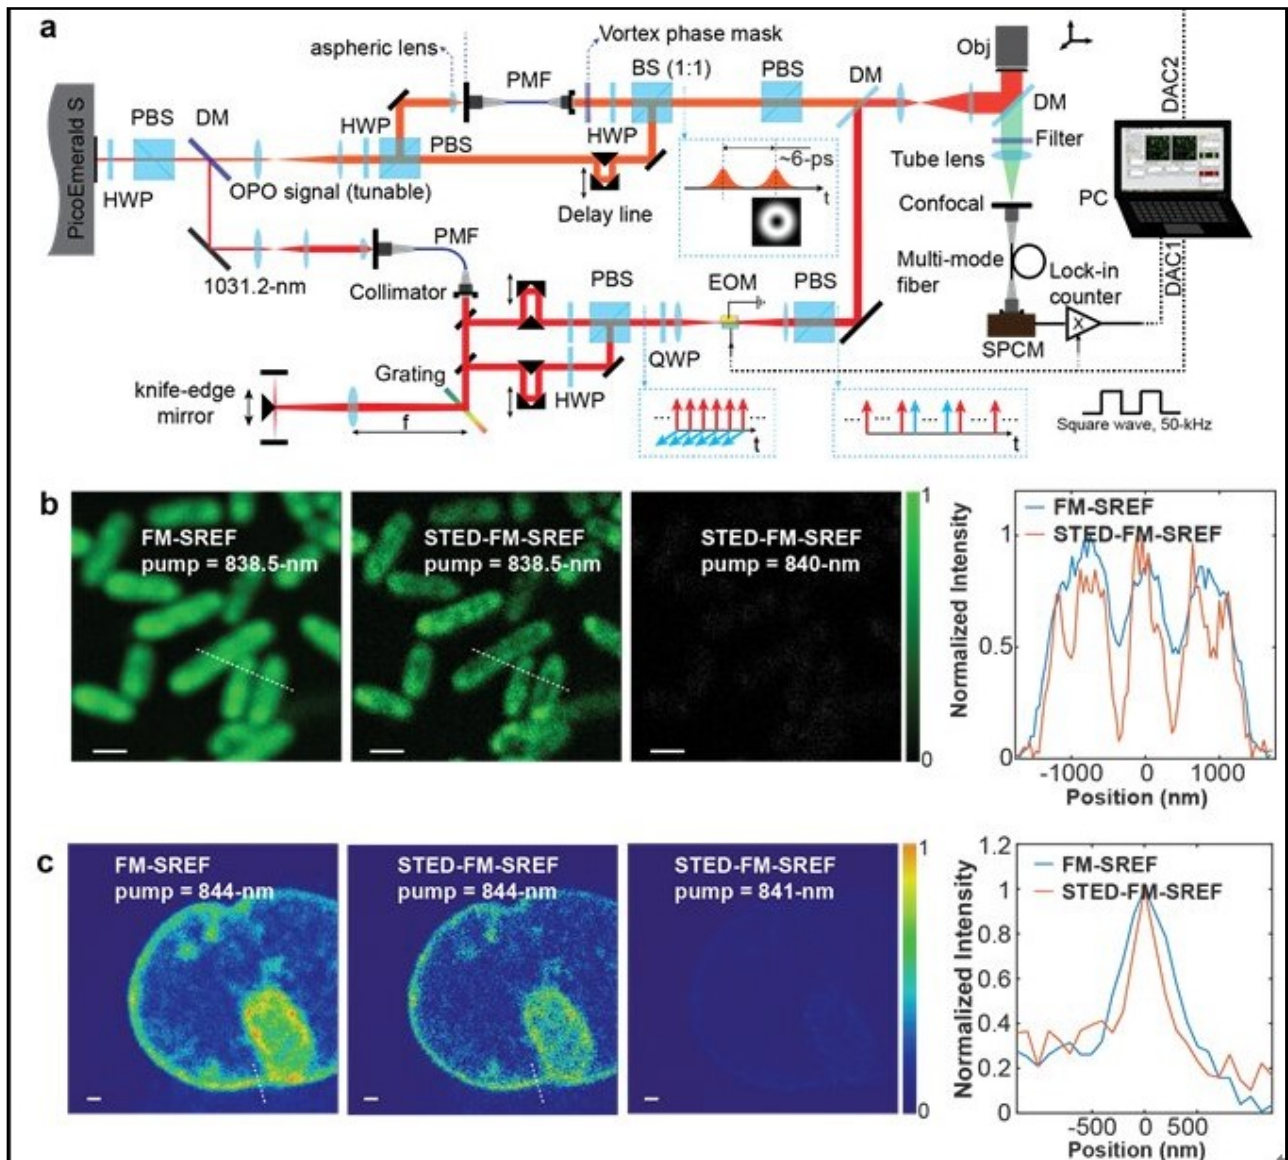 a
aspheric lens
Vortex phase mask
PMF
BS (1:1)
PBS
DM
Obj
DAC2
PicoEmerald S
PBS
DM
HWP
HWP
PBS
HWP
OPO signal (tunable)
Delay line
~6-ps
t
DM
Filter
Tube lens
Confocal
PC
Multi-mode
fiber
Lock-in
counter
X
SPCM
DAC1
1031.2-nm
PMF
Collimator
PBS
EOM
PBS
QWP
HWP
Grating
knife-edge
mirror
f
... ...
t
... ... ...
t
Square wave, 50-kHz
b
FM-SREF
pump = 838.5-nm
STED-FM-SREF
pump = 838.5-nm
STED-FM-SREF
pump = 840-nm
1
0
FM-SREF
STED-FM-SREF
Normalized Intensity
1
0.5
0
-1000 0 1000
Position (nm)
c
FM-SREF
pump = 844-nm
STED-FM-SREF
pump = 844-nm
STED-FM-SREF
pump = 841-nm
1
0
FM-SREF
STED-FM-SREF
Normalized Intensity
1.2
1
0.8
0.6
0.4
0.2
0
-500 0 500
Position (nm)